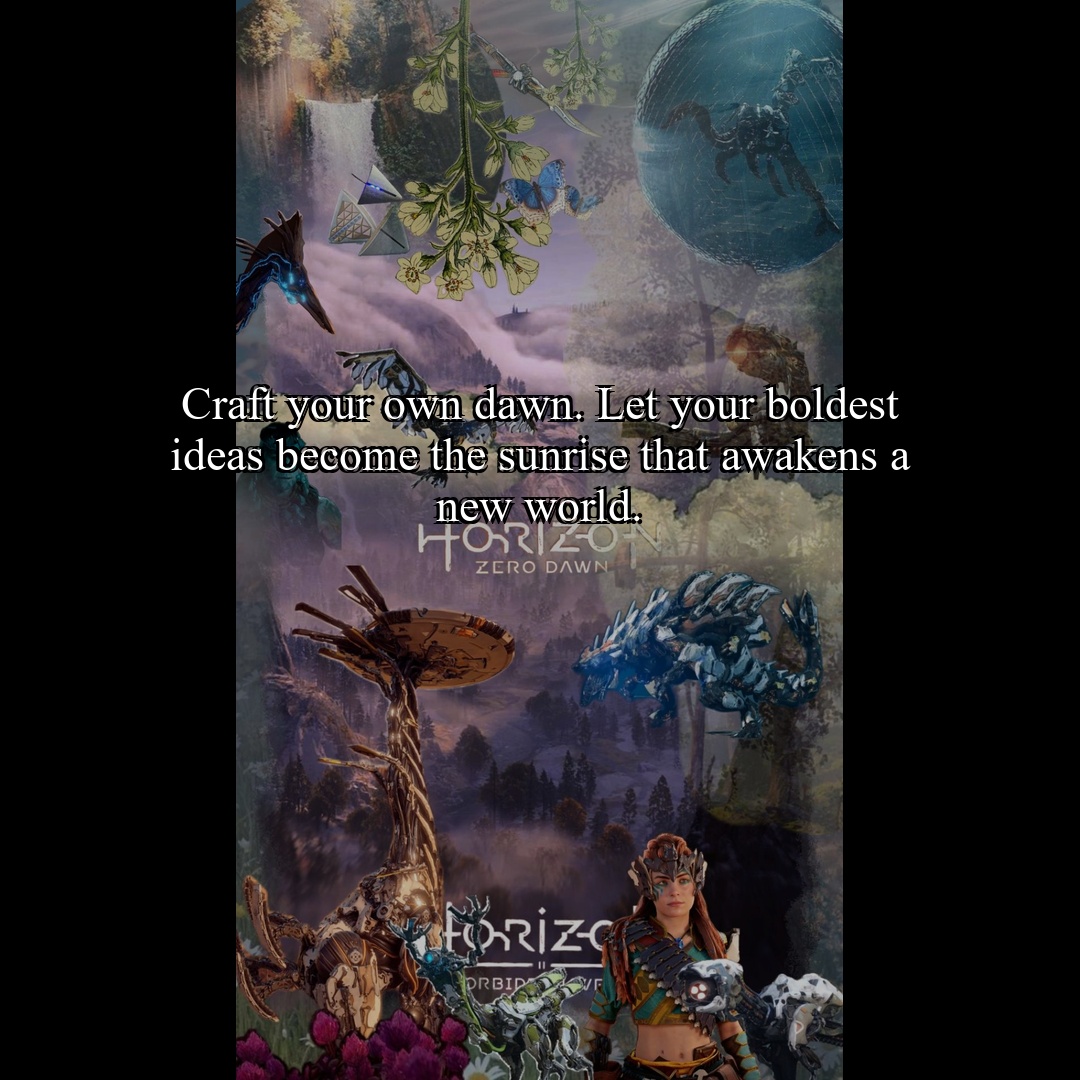 Craft your own dawn. Let your boldest
ideas become the sunrise that awakens a
new world.
HORIZON
ZERO DAWN